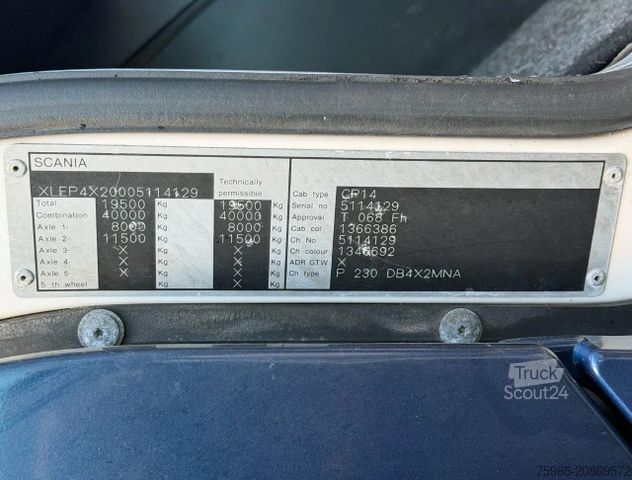 SCANIA
XLEP4X20005114129
Technically
permissible
Total 19500 Kg 19500 Kg
Combination 40000 Kg 40000 Kg
Axle 1- 8000 Kg 8000 Kg
Axle 2- 11500 Kg 11500 Kg
Axle 3- X Kg X Kg
Axle 4 X Kg X Kg
Axle 5 X Kg X Kg
5 th wheel Kg Kg
Cab type CP14
Serial no 5114129
Approval T 068 Fh
Cab col 1366386
Ch No 5114129
Ch colour 1346692
ADR GTW X
Ch type P 230 DB4X2MNA
Truck
Scout24
75965-20869572